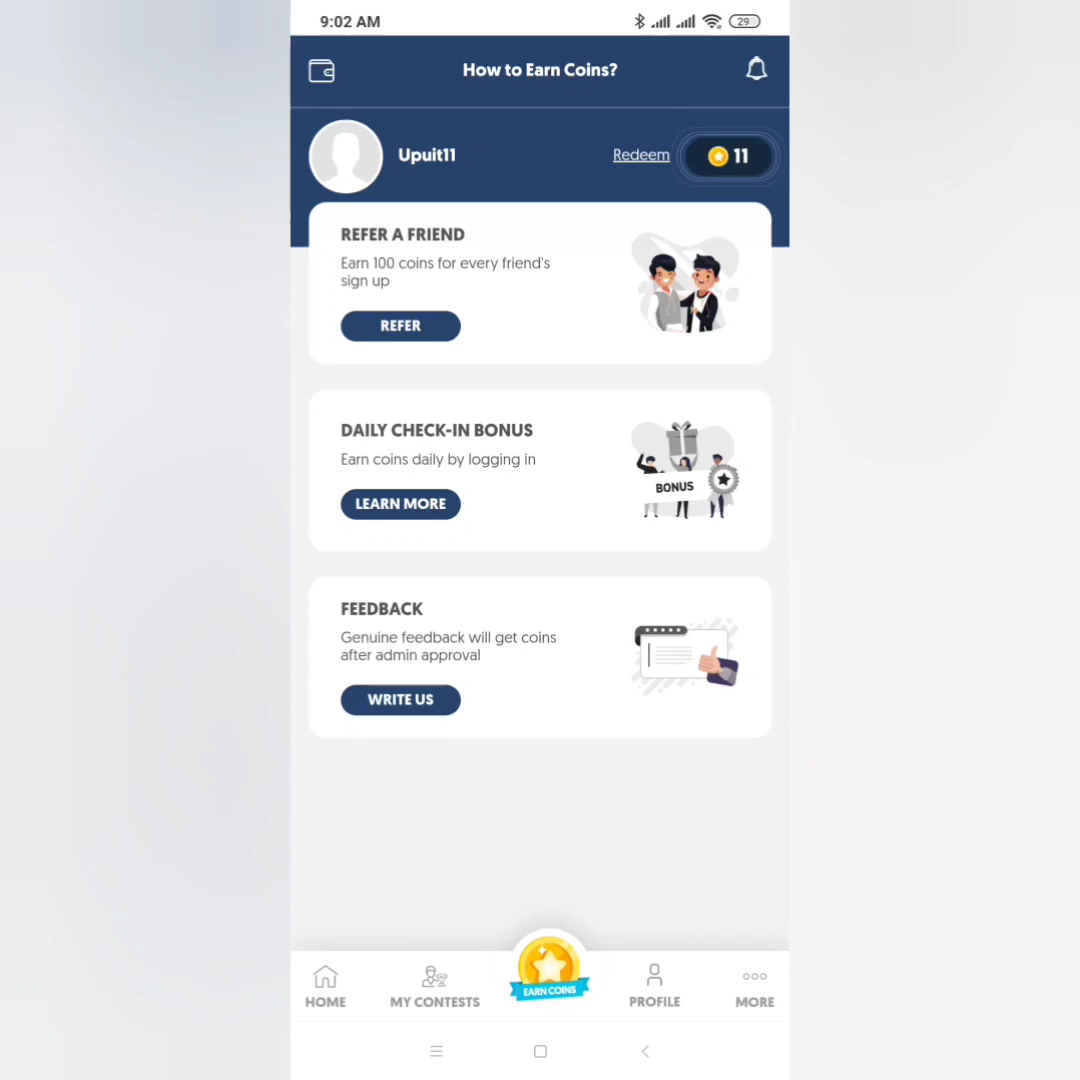 9:02 AM
29
How to Earn Coins?
Upuit11
Redeem
11
REFER A FRIEND
Earn 100 coins for every friend's
sign up
REFER
DAILY CHECK-IN BONUS
Earn coins daily by logging in
BONUS
LEARN MORE
FEEDBACK
Genuine feedback will get coins
after admin approval
WRITE US
HOME
MY CONTESTS
EARN COINS
PROFILE
MORE